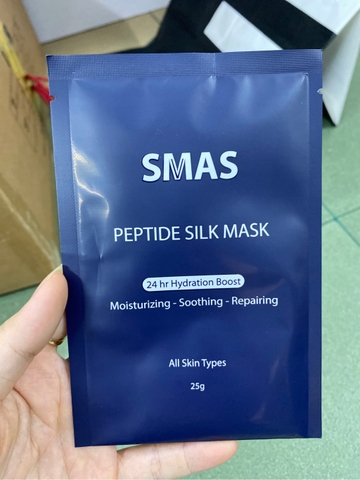 SMAS
PEPTIDE SILK MASK
24 hr Hydration Boost
Moisturizing - Soothing - Repairing
All Skin Types
25g